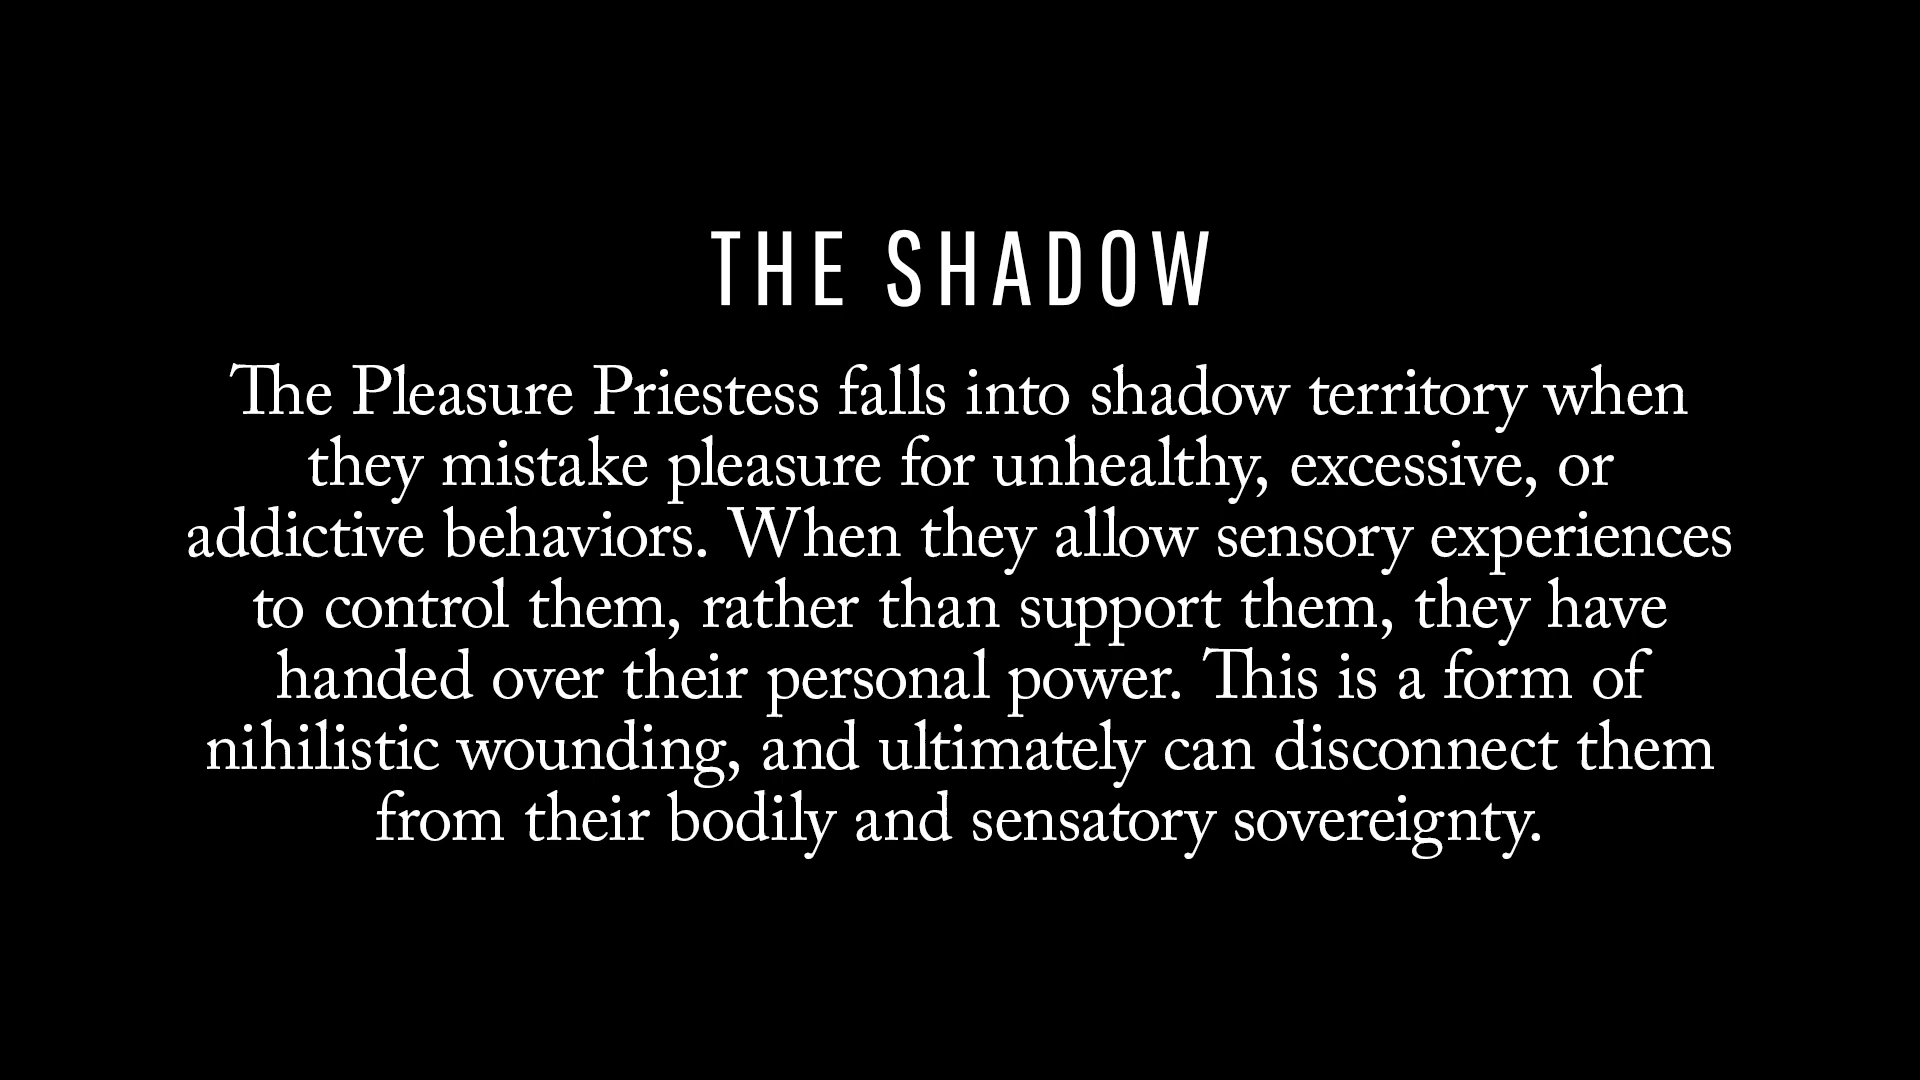 THE SHADOW
The Pleasure Priestess falls into shadow territory when
they mistake pleasure for unhealthy, excessive, or
addictive behaviors. When they allow sensory experiences
to control them, rather than support them, they have
handed over their personal power. This is a form of
nihilistic wounding, and ultimately can disconnect them
from their bodily and sensatory sovereignty.